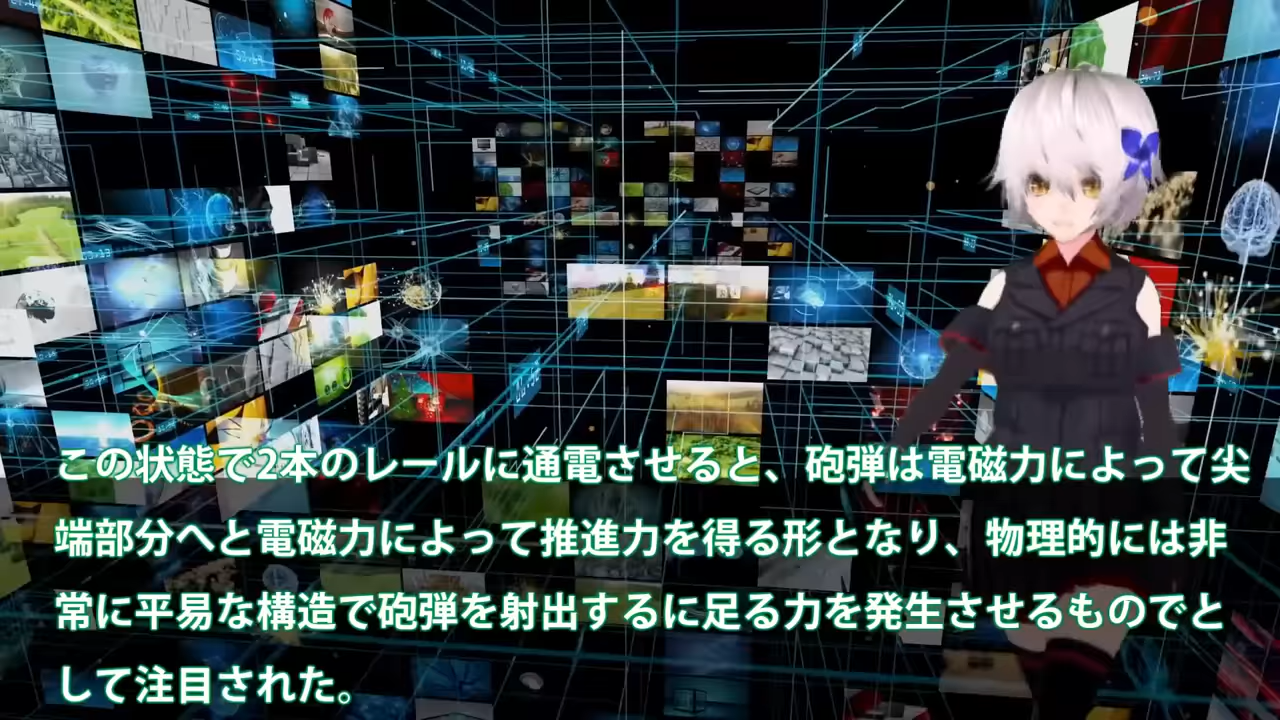 この状態で2本のレールに通電させると、砲弾は電磁力によって尖
端部分へと電磁力によって推進力を得る形となり、物理的には非
常に平易な構造で砲弾を射出するに足る力を発生させるものでと
して注目された。